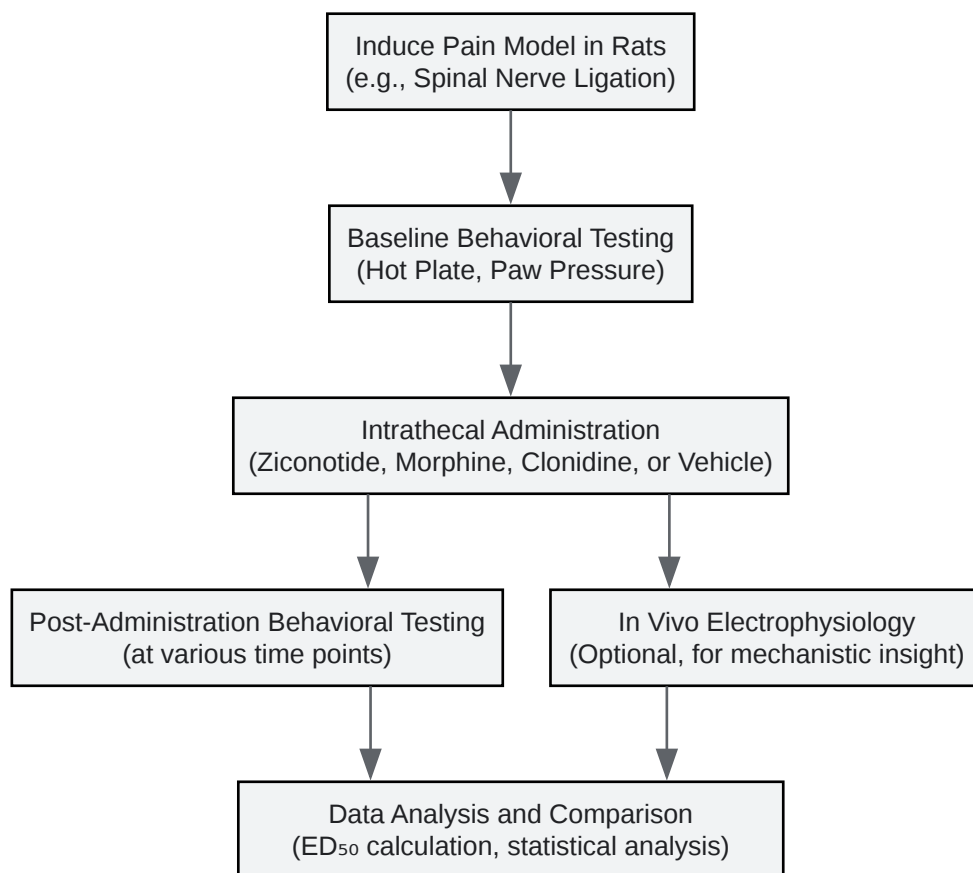 Induce Pain Model in Rats
(e.g., Spinal Nerve Ligation)
Baseline Behavioral Testing
(Hot Plate, Paw Pressure)
Intrathecal Administration
(Ziconotide, Morphine, Clonidine, or Vehicle)
Post-Administration Behavioral Testing
(at various time points)
In Vivo Electrophysiology
(Optional, for mechanistic insight)
Data Analysis and Comparison
(ED₅₀ calculation, statistical analysis)